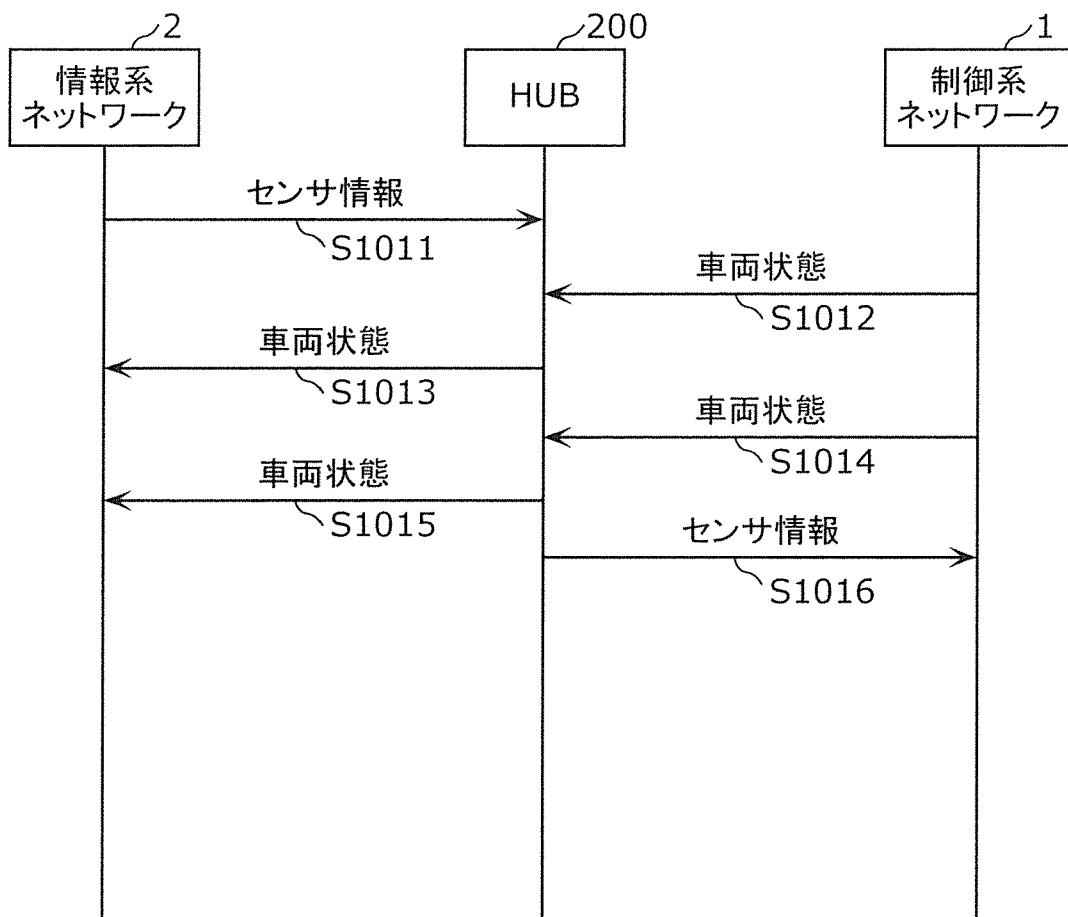 2
200
1
情報系
ネットワーク
HUB
制御系
ネットワーク
センサ情報
S1011
車両状態
S1012
車両状態
S1013
車両状態
S1014
車両状態
S1015
センサ情報
S1016